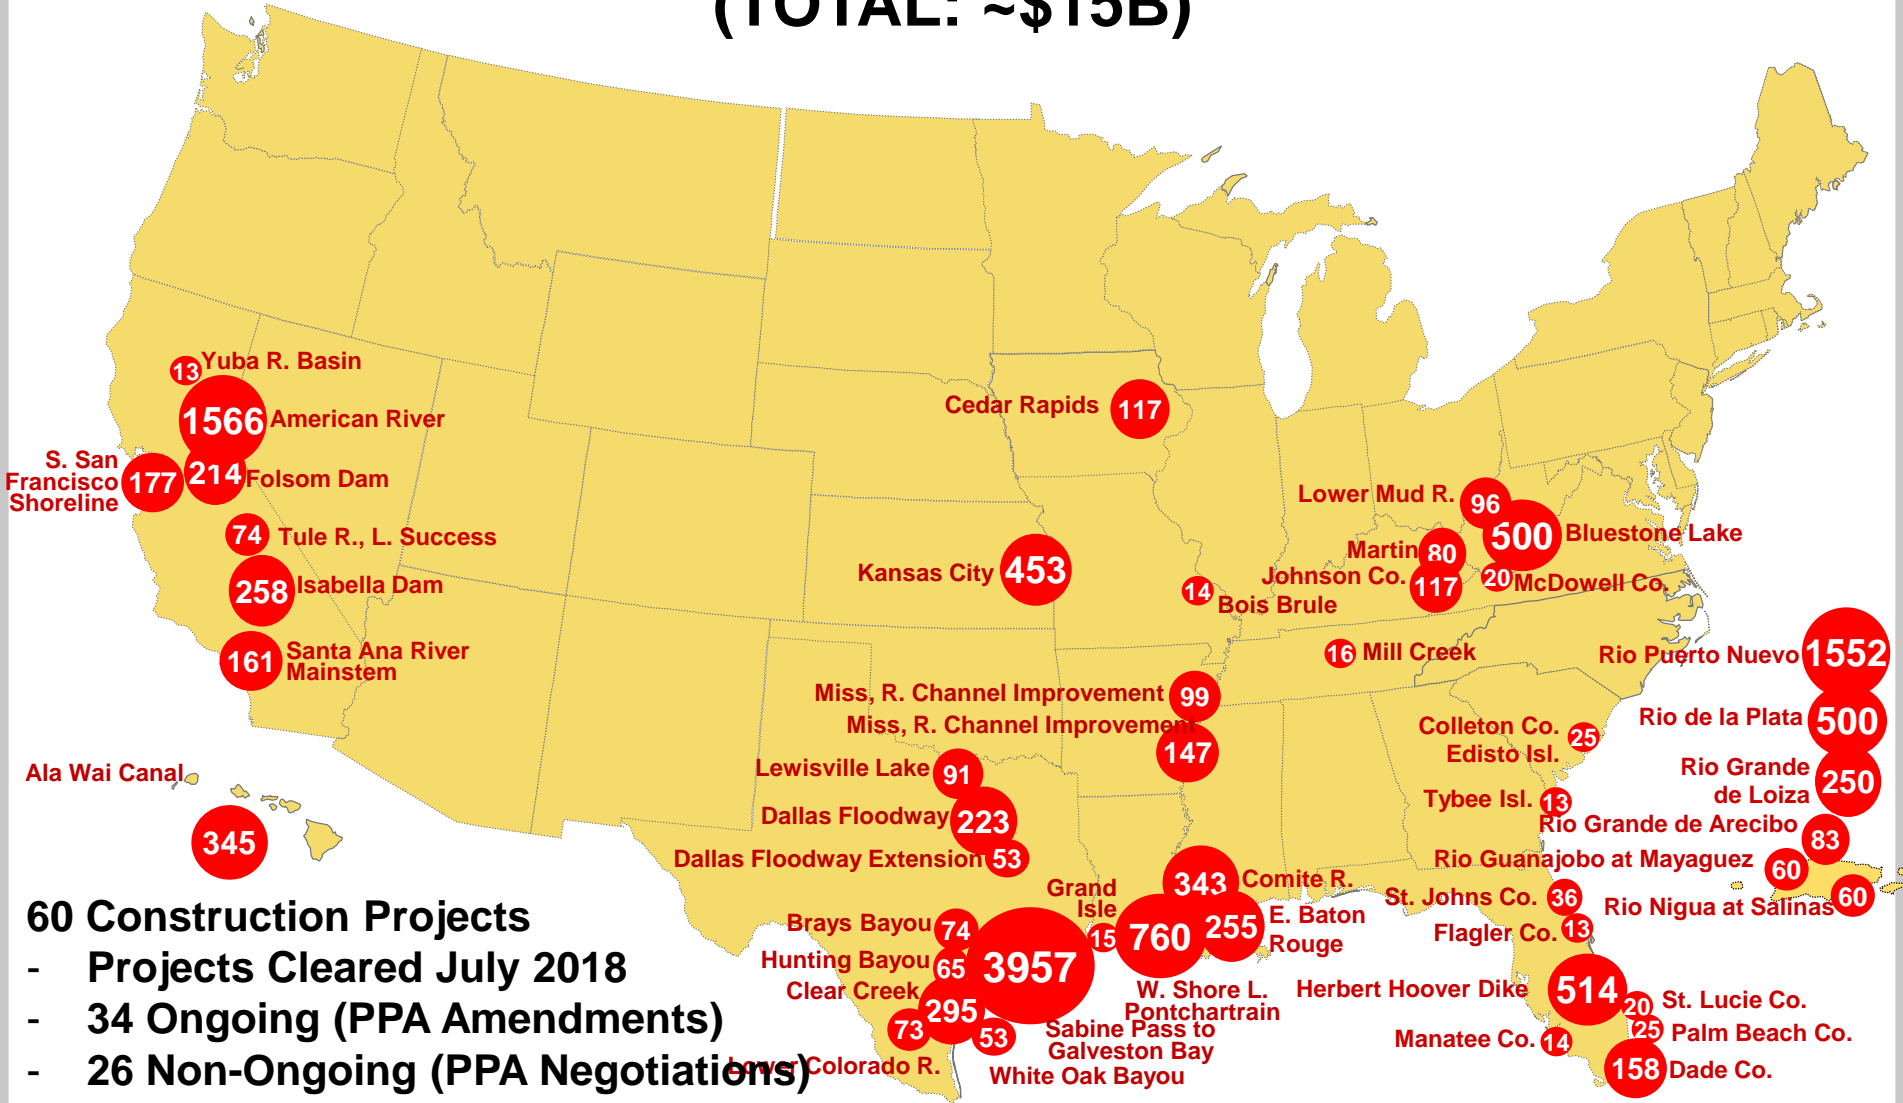 (TOTAL: ~$15B)
Yuba R. Basin
13
1566
American River
S. San
Francisco
Shoreline
177
214
Folsom Dam
74
Tule R., L. Success
258
Isabella Dam
161
Santa Ana River
Mainstem
Ala Wai Canal
345
Cedar Rapids
117
Kansas City
453
14
Bois Brule
Lower Mud R.
96
500
Bluestone Lake
Martin
80
Johnson Co.
117
20
McDowell Co.
16
Mill Creek
Miss, R. Channel Improvement
99
Miss, R. Channel Improvement
147
Lewisville Lake
91
Dallas Floodway
223
Dallas Floodway Extension
53
Colleton Co.
Edisto Isl.
25
Tybee Isl.
13
Rio Puerto Nuevo
1552
Rio de la Plata
500
Rio Grande
de Loiza
250
Rio Grande de Arecibo
83
Rio Guanajobo at Mayaguez
60
Rio Nigua at Salinas
60
343
Comite R.
Grand
Isle
15
760
255
E. Baton
Rouge
W. Shore L.
Pontchartrain
Brays Bayou
74
Hunting Bayou
65
3957
Clear Creek
295
73
53
Sabine Pass to
Galveston Bay
Lower Colorado R.
White Oak Bayou
St. Johns Co.
36
Flagler Co.
13
Herbert Hoover Dike
514
20
St. Lucie Co.
25
Palm Beach Co.
Manatee Co.
14
158
Dade Co.
60 Construction Projects
- Projects Cleared July 2018
- 34 Ongoing (PPA Amendments)
- 26 Non-Ongoing (PPA Negotiations)